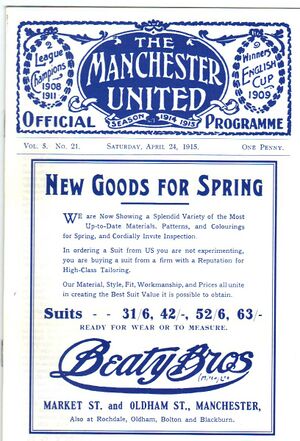 2
League
Champions
1908
1911
THE
MANCHESTER
UNITED
SEASON 1914-1915
Winners
ENGLISH
CUP
1909
OFFICIAL PROGRAMME
VOL. 3. No. 21. SATURDAY, APRIL 24, 1915. ONE PENNY.
NEW GOODS FOR SPRING
WE are Now Showing a Splendid Variety of the Most
Up-to-Date Materials, Patterns, and Colourings
for Spring, and Cordially Invite Inspection.
In ordering a Suit from US you are not experimenting,
you are buying a suit from a firm with a Reputation for
High-Class Tailoring.
Our Material, Style, Fit, Workmanship, and Prices all unite
in creating the Best Suit Value it is possible to obtain.
Suits - - 31/6, 42/-, 52/6, 63/-
READY FOR WEAR OR TO MEASURE.
Beaty Bros
MARKET ST. and OLDHAM ST., MANCHESTER,
Also at Rochdale, Oldham, Bolton and Blackburn.